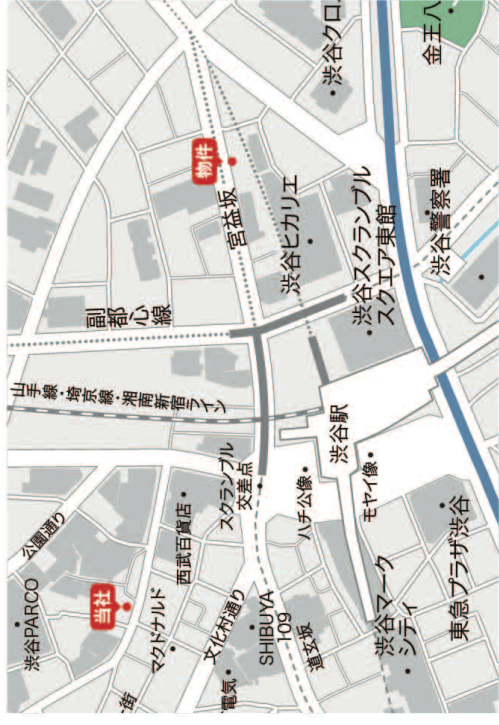 公園通り
渋谷PARCO
当社
マクドナルド
西武百貨店
文化村通り
電気
SHIBUYA
109
道玄坂
スクランブル
交差点
ハチ公像
モヤイ像
渋谷駅
渋谷マーク
シティ
東急プラザ渋谷
山手線・埼京線・湘南新宿ライン
副都心線
宮益坂
物件
渋谷ヒカリエ
渋谷スクランブル
スクエア東館
渋谷警察署
渋谷クロ
金王八
街